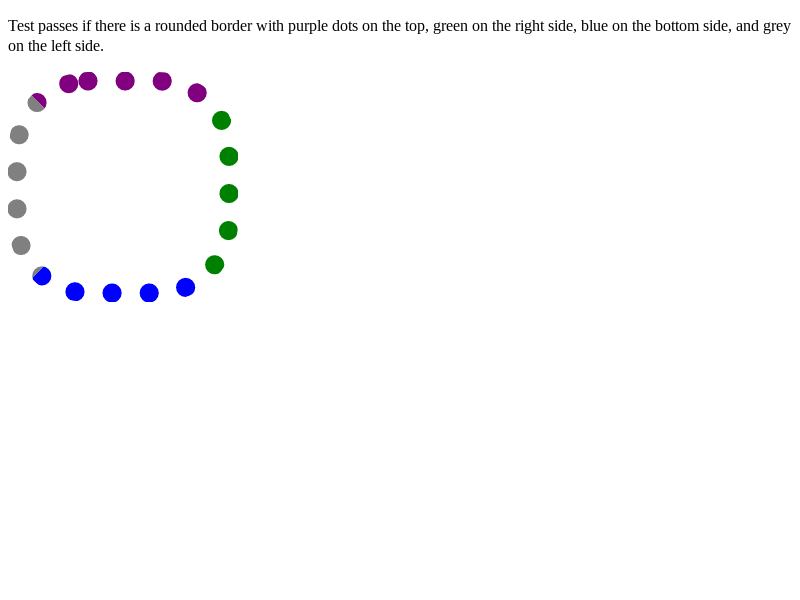 Test passes if there is a rounded border with purple dots on the top, green on the right side, blue on the bottom side, and grey
on the left side.